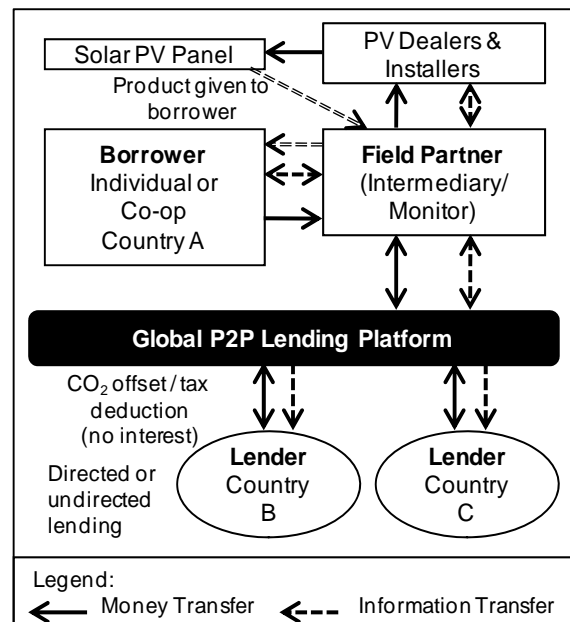 Solar PV Panel
PV Dealers &
Installers
Product given to
borrower
Borrower
Individual or
Co-op
Country A
Field Partner
(Intermediary/
Monitor)
Global P2P Lending Platform
CO₂ offset / tax
deduction
(no interest)
Directed or
undirected
lending
Lender
Country
B
Lender
Country
C
Legend:
Money Transfer
Information Transfer